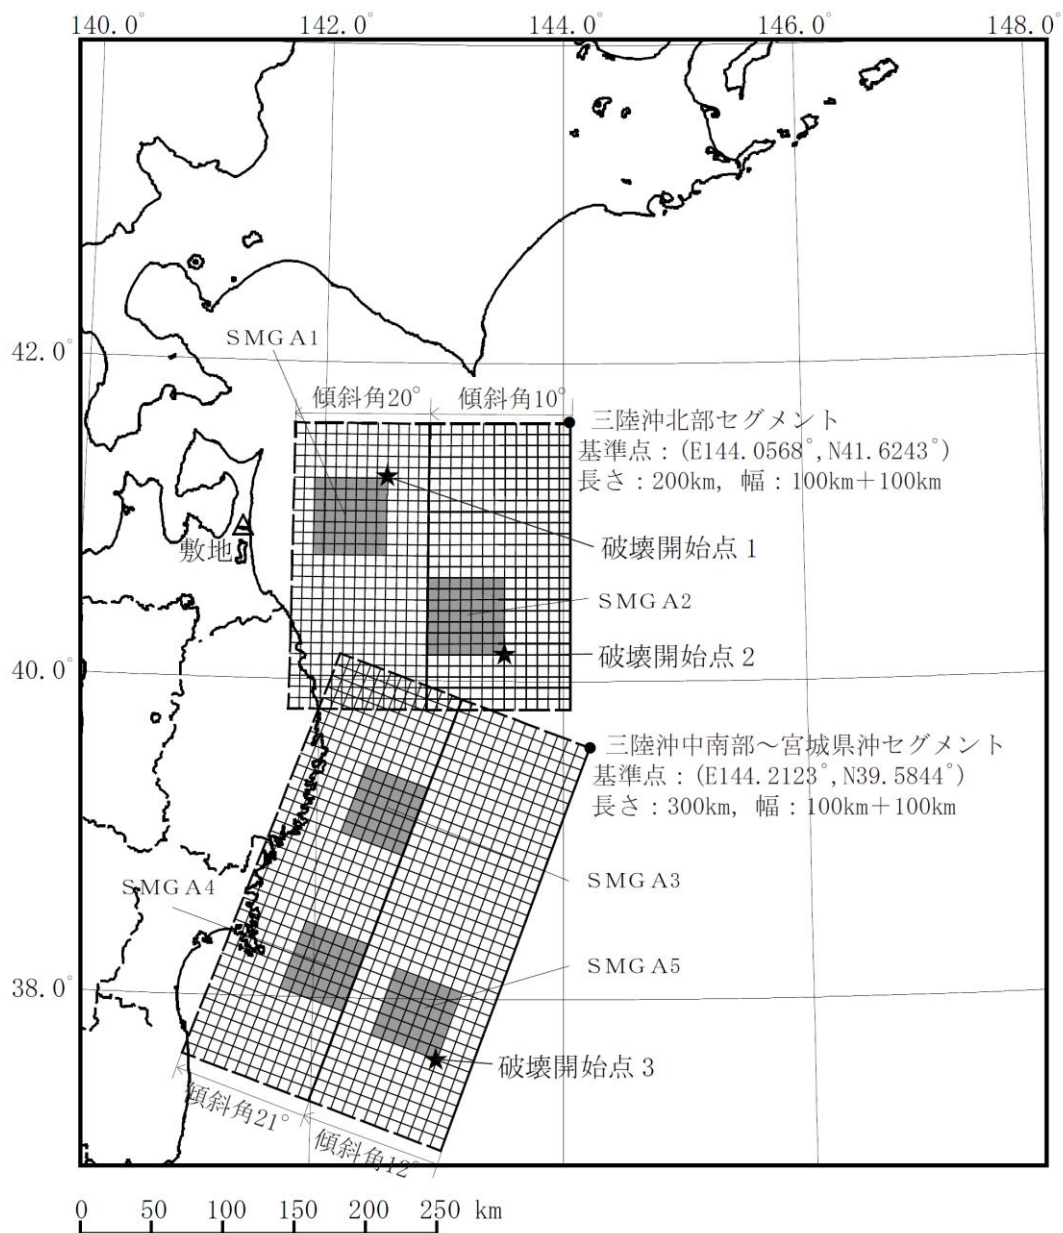 140.0° 142.0° 144.0° 146.0° 148.0°
42.0°
SMGA1
傾斜角20° 傾斜角10°
三陸沖北部セグメント
基準点：(E144.0568°,N41.6243°)
長さ：200km, 幅：100km＋100km
敷地
破壊開始点1
SMGA2
破壊開始点2
40.0°
三陸沖中南部～宮城県沖セグメント
基準点：(E144.2123°,N39.5844°)
長さ：300km, 幅：100km＋100km
SMGA3
SMGA4
SMGA5
38.0°
破壊開始点3
傾斜角21°
傾斜角12°
0 50 100 150 200 250 km